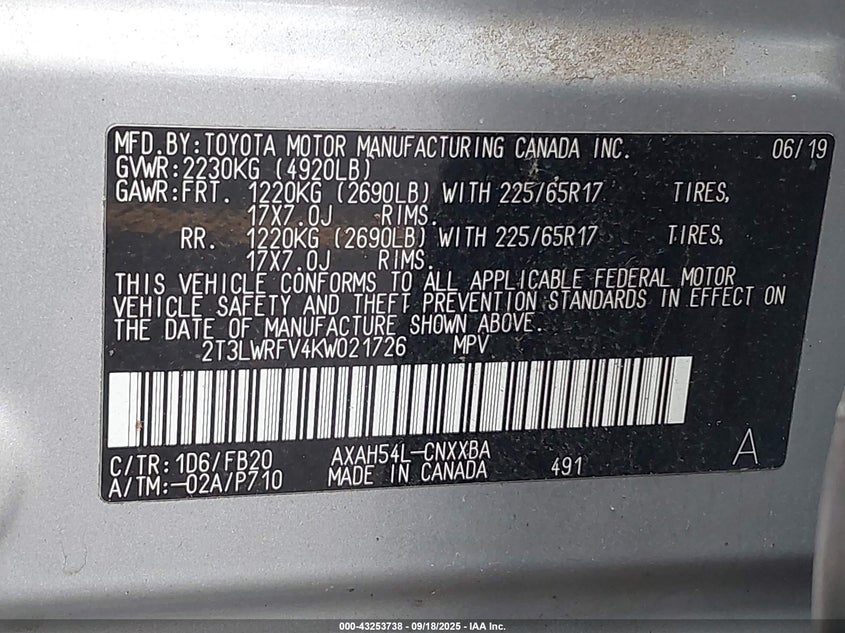 MFD.BY:TOYOTA MOTOR MANUFACTURING CANADA INC. 06/19
GVWR:2230KG (4920LB)
GAWR:FRT. 1220KG (2690LB) WITH 225/65R17 TIRES,
17X7.0J RIMS.
RR. 1220KG (2690LB) WITH 225/65R17 TIRES,
17X7.0J RIMS.
THIS VEHICLE CONFORMS TO ALL APPLICABLE FEDERAL MOTOR
VEHICLE SAFETY AND THEFT PREVENTION STANDARDS IN EFFECT ON
THE DATE OF MANUFACTURE SHOWN ABOVE.
2T3LWRFV4KW021726 MPV
C/TR:1D6/FB20 AXAH54L-CNXXBA A
A/TM:-02A/P710 MADE IN CANADA 491
000-43253738 - 09/18/2025 - IAA Inc.